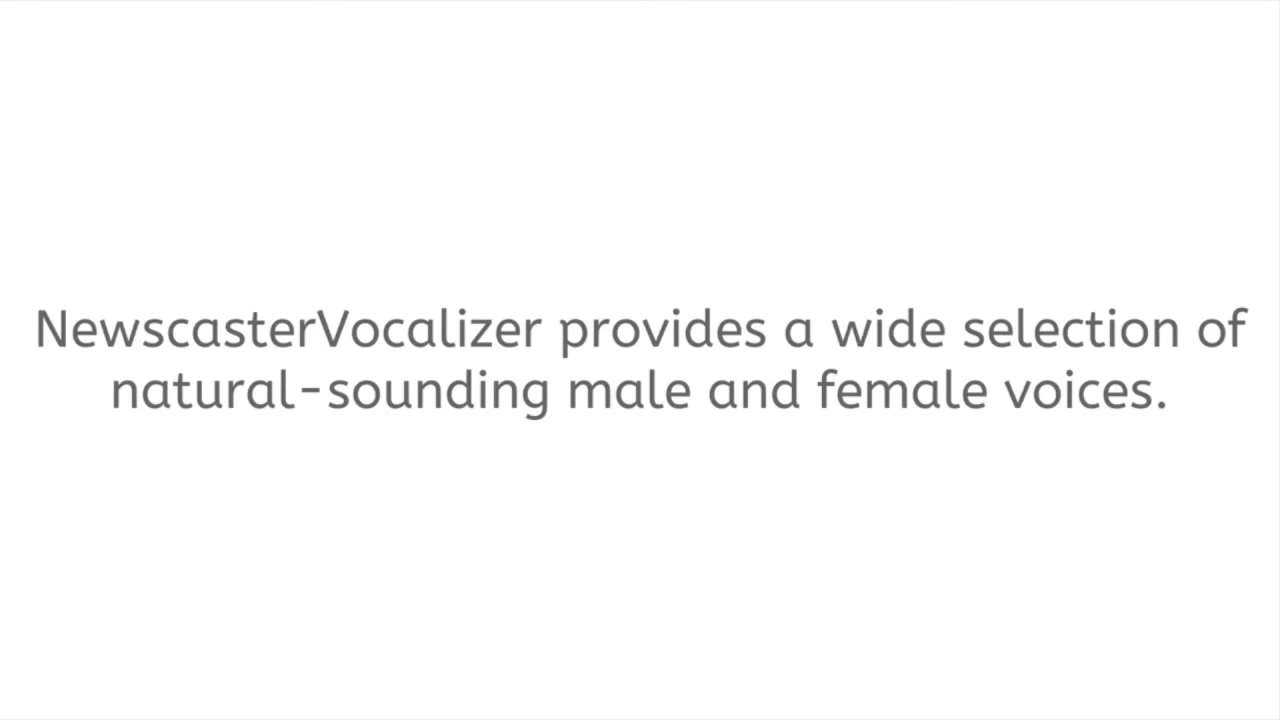 NewscasterVocalizer provides a wide selection of
natural-sounding male and female voices.